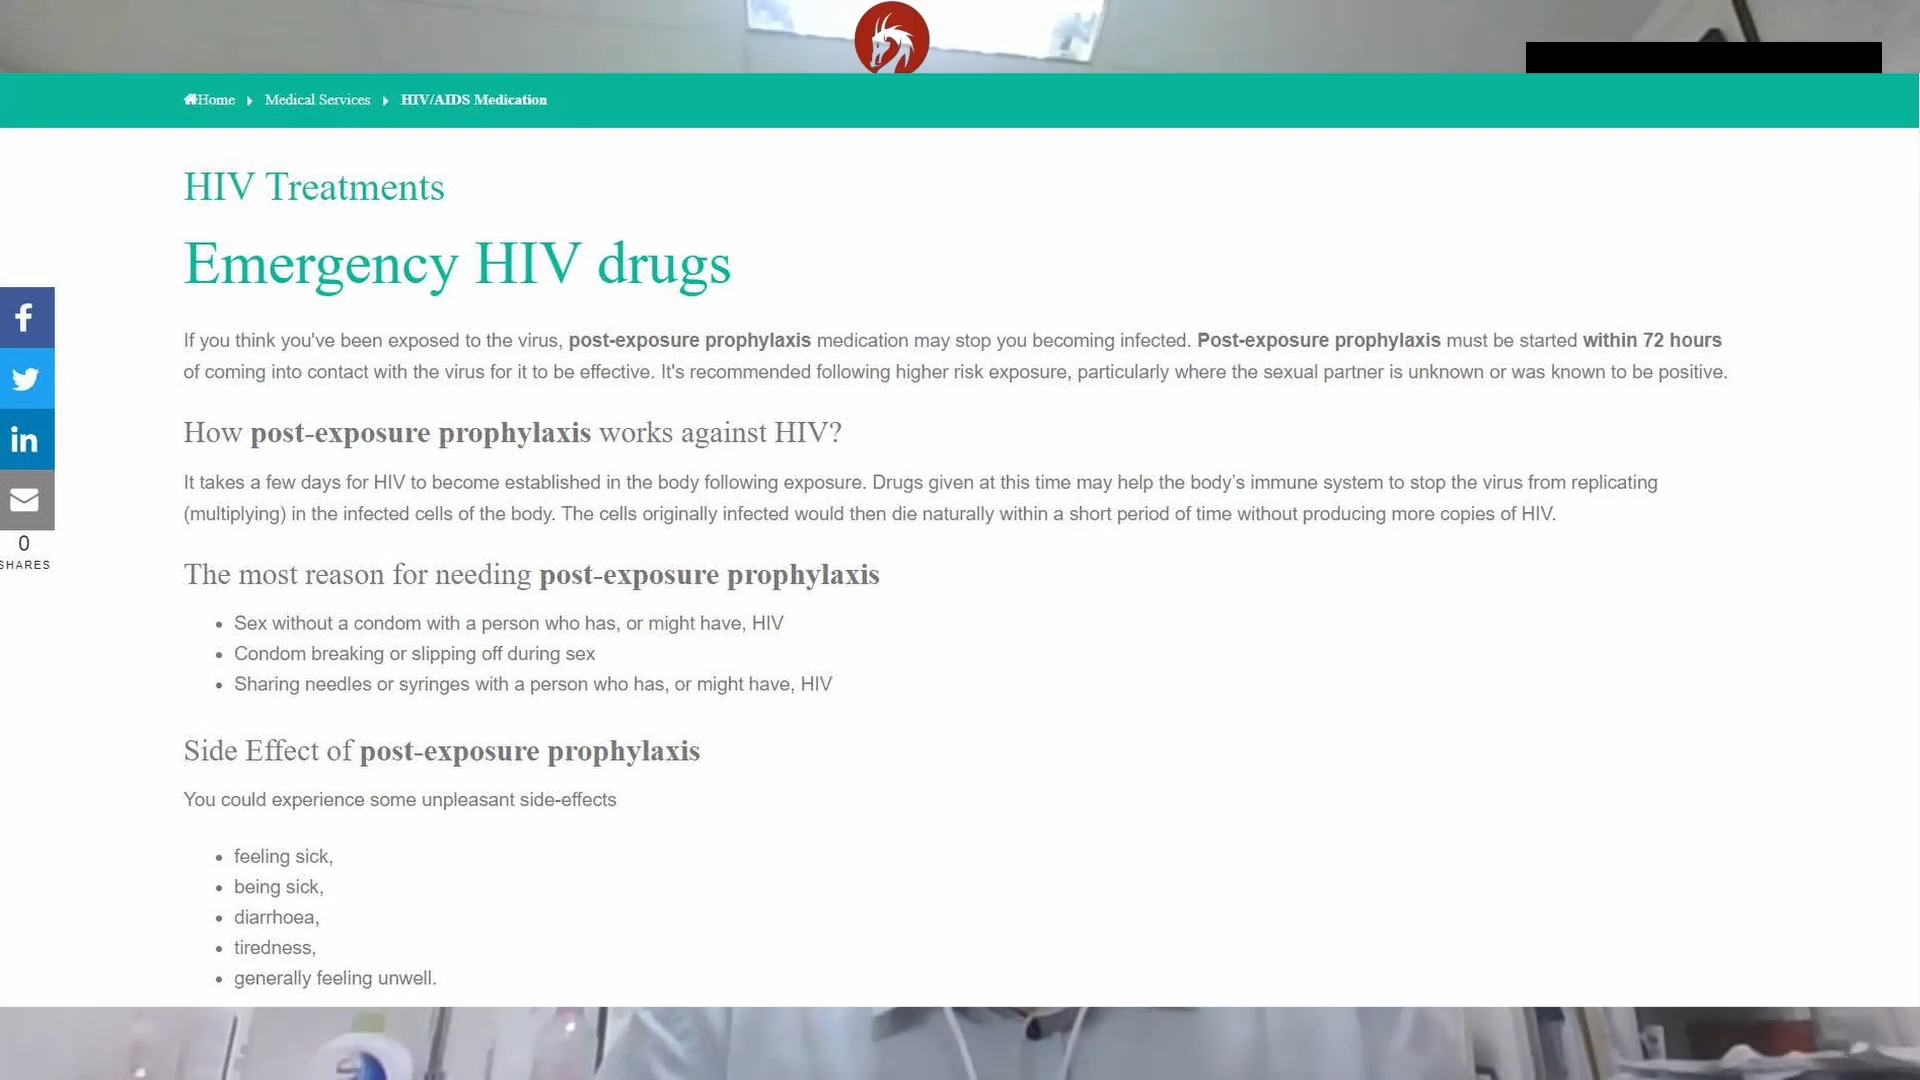 Home Medical Services HIV/AIDS Medication
HIV Treatments
Emergency HIV drugs
If you think you've been exposed to the virus, post-exposure prophylaxis medication may stop you becoming infected. Post-exposure prophylaxis must be started within 72 hours
of coming into contact with the virus for it to be effective. It's recommended following higher risk exposure, particularly where the sexual partner is unknown or was known to be positive.
How post-exposure prophylaxis works against HIV?
It takes a few days for HIV to become established in the body following exposure. Drugs given at this time may help the body’s immune system to stop the virus from replicating
(multiplying) in the infected cells of the body. The cells originally infected would then die naturally within a short period of time without producing more copies of HIV.
The most reason for needing post-exposure prophylaxis
• Sex without a condom with a person who has, or might have, HIV
• Condom breaking or slipping off during sex
• Sharing needles or syringes with a person who has, or might have, HIV
Side Effect of post-exposure prophylaxis
You could experience some unpleasant side-effects
• feeling sick,
• being sick,
• diarrhoea,
• tiredness,
• generally feeling unwell.
f
in
0
SHARES